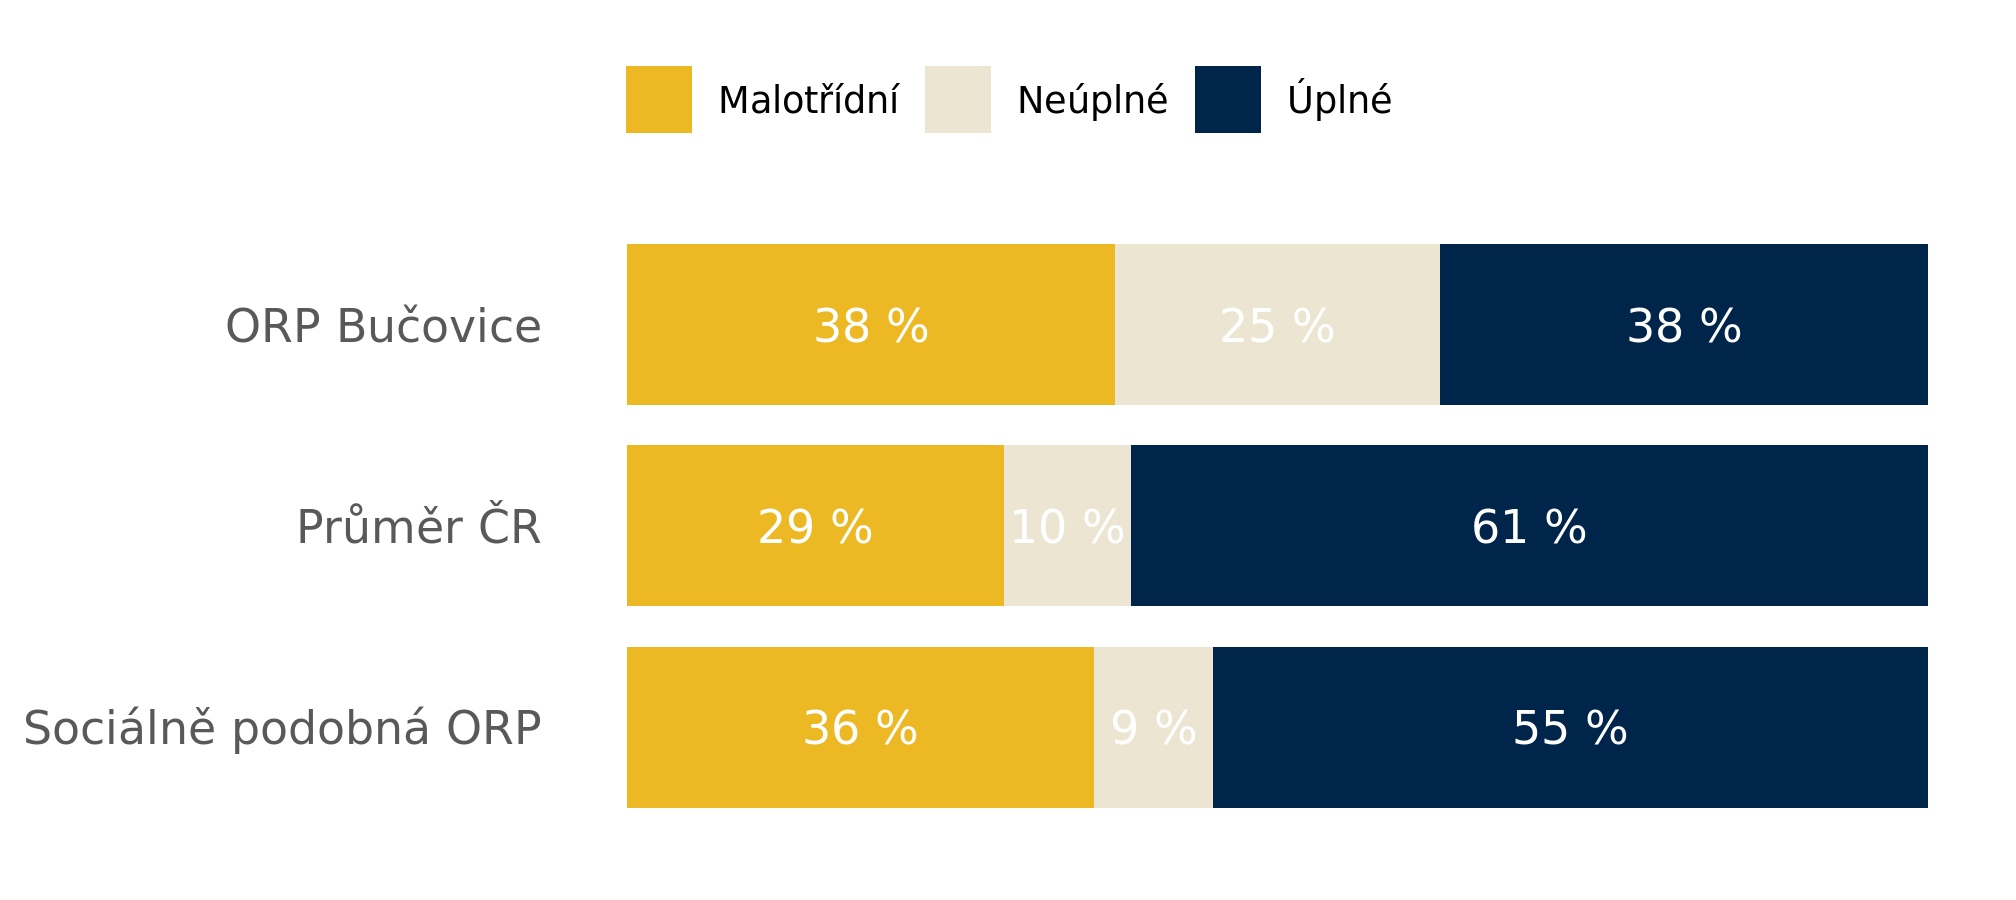 Malotřídní Neúplné Úplné
ORP Bučovice 38 % 25 % 38 %
Průměr ČR 29 % 10 % 61 %
Sociálně podobná ORP 36 % 9 % 55 %